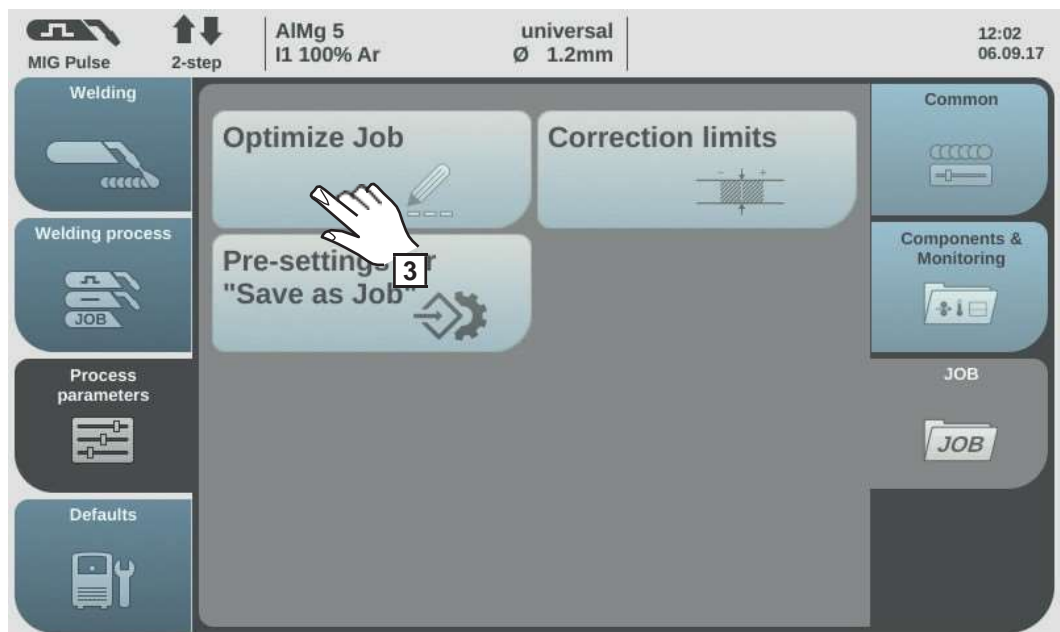 MIG Pulse
2-step
AlMg 5
I1 100% Ar
universal
Ø 1.2mm
12:02
06.09.17
Welding
Welding process
JOB
Process
parameters
Defaults
Optimize Job
Correction limits
- +
Pre-settings
"Save as Job"
3
Common
Components &
Monitoring
JOB
JOB